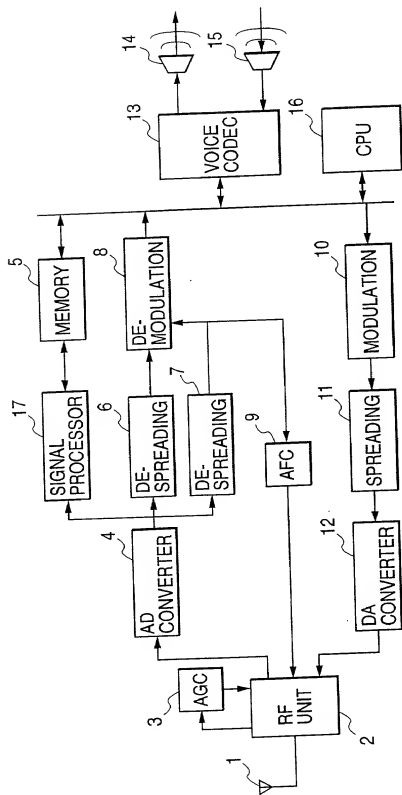 1
2
RF
UNIT
3
AGC
4
AD
CONVERTER
17
SIGNAL
PROCESSOR
5
MEMORY
6
DE-
SPREADING
7
DE-
SPREADING
8
DE-
MODULATION
9
AFC
12
DA
CONVERTER
11
SPREADING
10
MODULATION
13
VOICE
CODEC
14
15
16
CPU